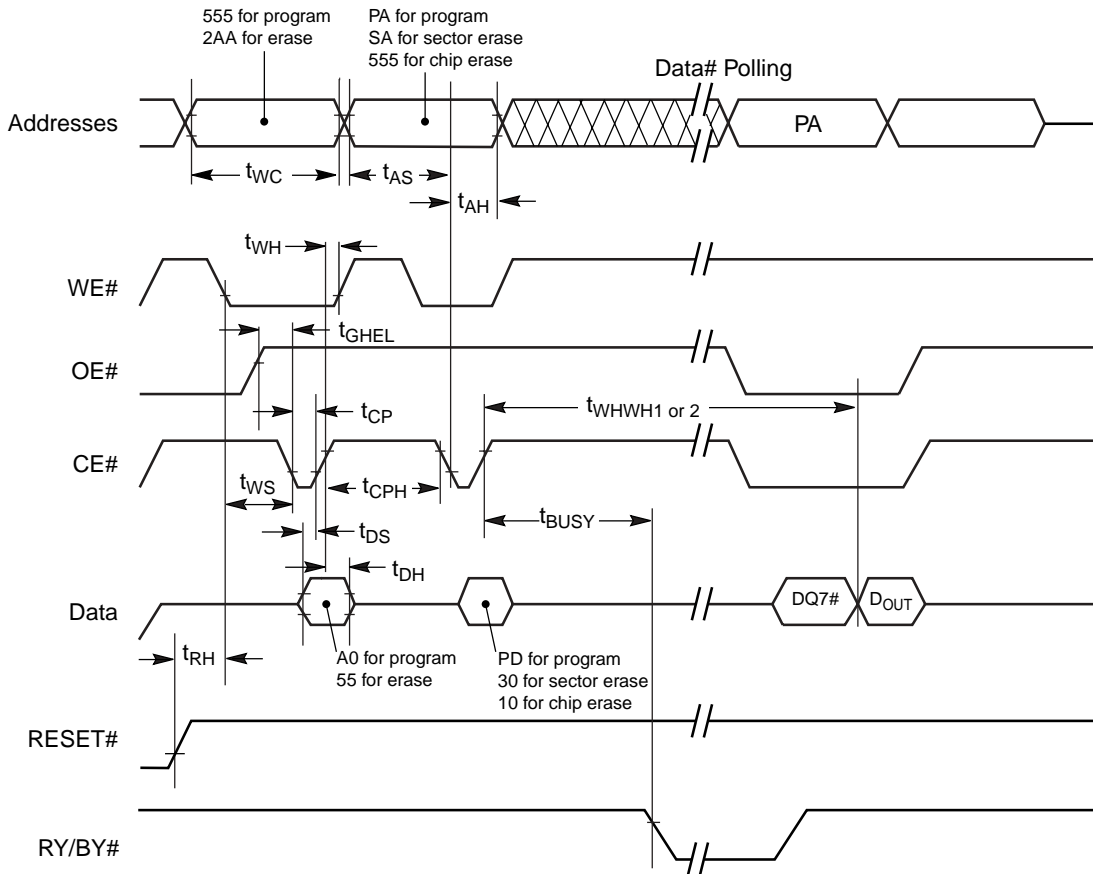 555 for program
2AA for erase
PA for program
SA for sector erase
555 for chip erase
Data# Polling
Addresses
PA
tWC
tAS
tAH
tWH
WE#
tGHEL
OE#
tWHWH1 or 2
tCP
CE#
tWS
tCPH
tBUSY
tDS
tDH
Data
DQ7#
DOUT
tRH
A0 for program
55 for erase
PD for program
30 for sector erase
10 for chip erase
RESET#
RY/BY#